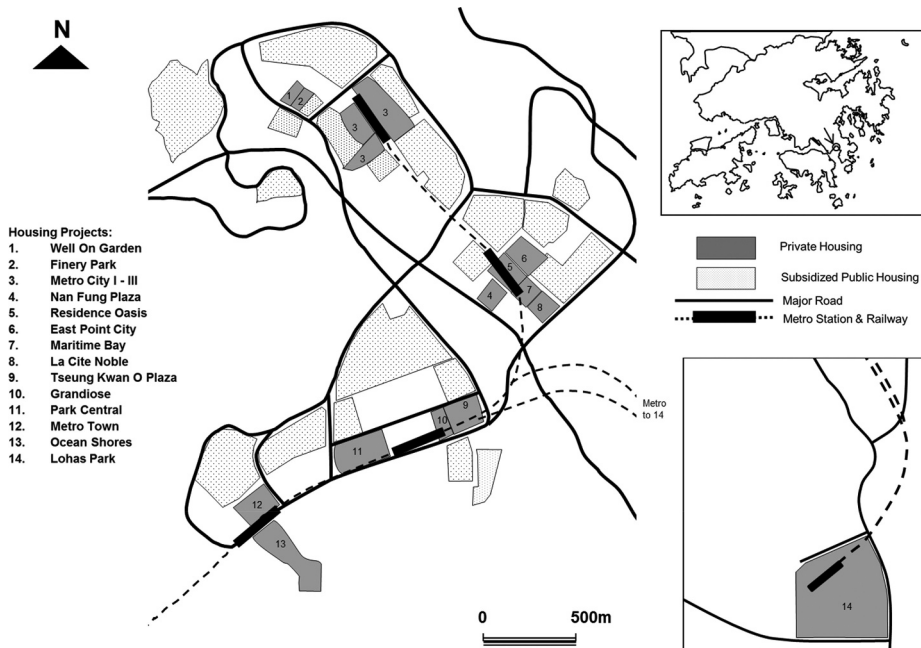 N
Housing Projects:
1. Well On Garden
2. Finery Park
3. Metro City I - III
4. Nan Fung Plaza
5. Residence Oasis
6. East Point City
7. Maritime Bay
8. La Cite Noble
9. Tseung Kwan O Plaza
10. Grandiose
11. Park Central
12. Metro Town
13. Ocean Shores
14. Lohas Park
1
2
3
3
3
6
5
4
7
8
9
10
11
12
13
Metro
to 14
0 500m
Private Housing
Subsidized Public Housing
Major Road
Metro Station & Railway
14